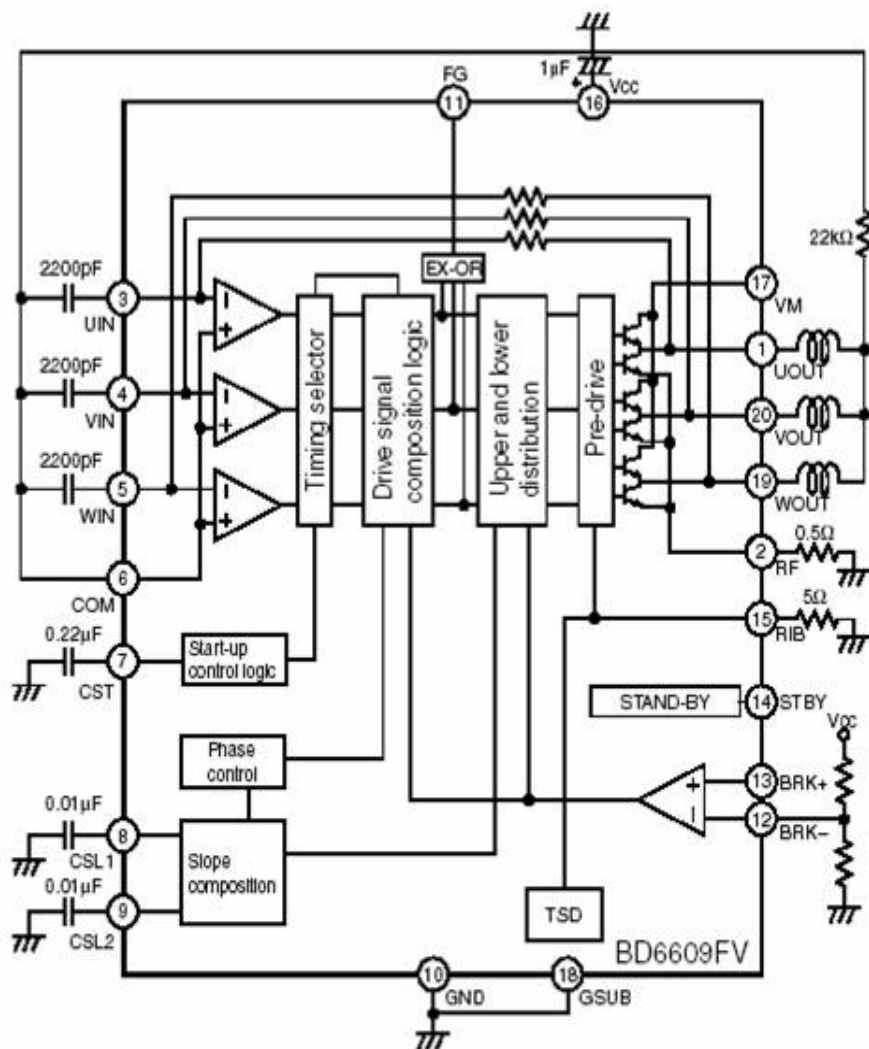 1μF
Vcc
16
FG
11
22kΩ
EX-OR
2200pF
3
UIN
2200pF
4
VIN
2200pF
5
WIN
6
COM
0.22μF
7
CST
0.01μF
8
CSL1
0.01μF
9
CSL2
Timing selector
Drive signal
composition logic
Upper and lower
distribution
Pre-drive
17
VM
1
UOUT
20
VOUT
19
WOUT
0.5Ω
2
RF
5Ω
15
RIB
Start-up
control logic
STAND-BY
14
STBY
Phase
control
Vcc
13
BRK+
12
BRK−
Slope
composition
TSD
BD6609FV
10
GND
18
GSUB